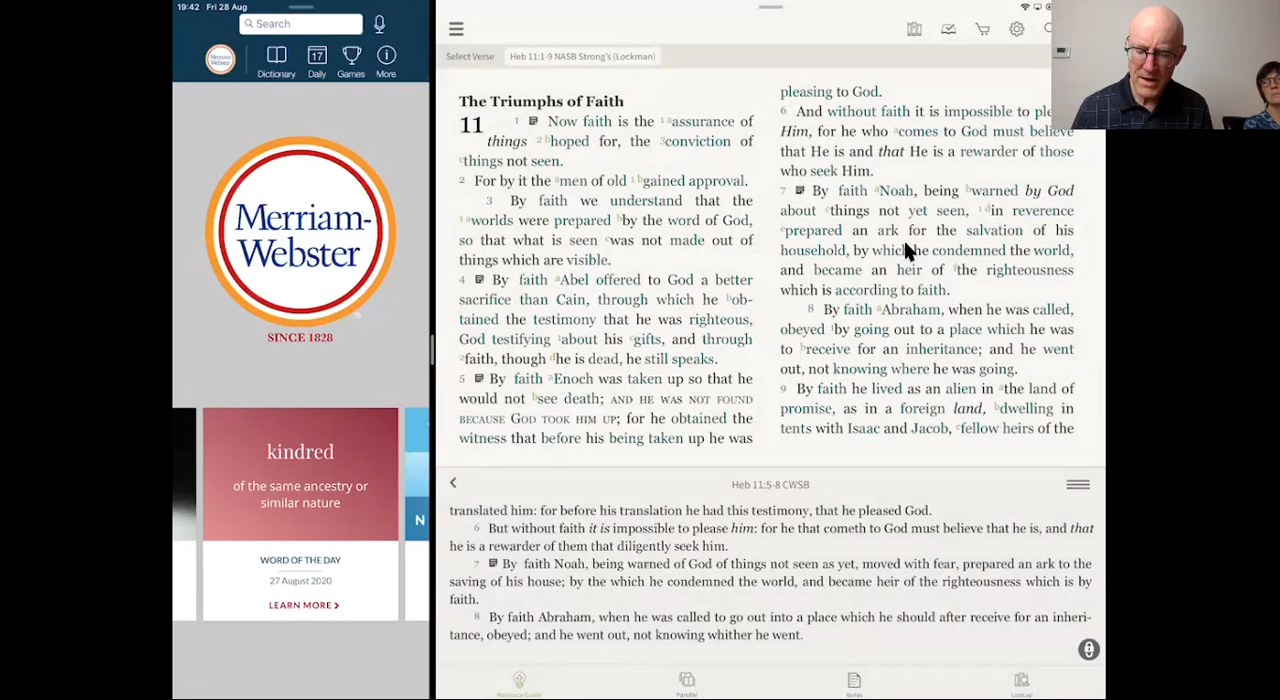 19:42 Fri 28 Aug
Search
Merriam-Webster
Dictionary
17
Daily
Games
More
Merriam-
Webster
SINCE 1828
kindred
of the same ancestry or
similar nature
WORD OF THE DAY
27 August 2020
LEARN MORE >
N
Select Verse
Heb 11:1-9 NASB Strong's (Lockman)
The Triumphs of Faith
11 1 Now faith is the 1a assurance of
things 2b hoped for, the 3 conviction of
c things not seen.
2 For by it the a men of old 1b gained approval.
3 By faith we understand that the
1a worlds were prepared b by the word of God,
so that what is seen c was not made out of
things which are visible.
4 By faith a Abel offered to God a better
sacrifice than Cain, through which he b ob-
tained the testimony that he was righteous,
God testifying 1 about his c gifts, and through
2 faith, though d he is dead, he still speaks.
5 By faith a Enoch was taken up so that he
would not b see death; AND HE WAS NOT FOUND
BECAUSE GOD TOOK HIM UP; for he obtained the
witness that before his being taken up he was
pleasing to God.
6 And without faith it is impossible to
Him, for he who a comes to God must believe
that He is and that He is a rewarder of those
who seek Him.
7 By faith a Noah, being b warned by God
about c things not yet seen, 1d in reverence
e prepared an ark for the salvation of his
household, by which he condemned the world,
and became an heir of f the righteousness
which is according to faith.
8 By faith a Abraham, when he was called,
obeyed 1 by going out to a place which he was
to b receive for an inheritance; and he went
out, not knowing where he was going.
9 By faith he lived as an alien in a the land of
promise, as in a foreign land, b dwelling in
tents with Isaac and Jacob, c fellow heirs of the
Heb 11:5-8 CWSB
translated him: for before his translation he had this testimony, that he pleased God.
6 But without faith it is impossible to please him: for he that cometh to God must believe that he is, and that
he is a rewarder of them that diligently seek him.
7 By faith Noah, being warned of God of things not seen as yet, moved with fear, prepared an ark to the
saving of his house; by the which he condemned the world, and became heir of the righteousness which is by
faith.
8 By faith Abraham, when he was called to go out into a place which he should after receive for an inheri-
tance, obeyed; and he went out, not knowing whither he went.
Resource Guide
Parallel
Notes
Lookup